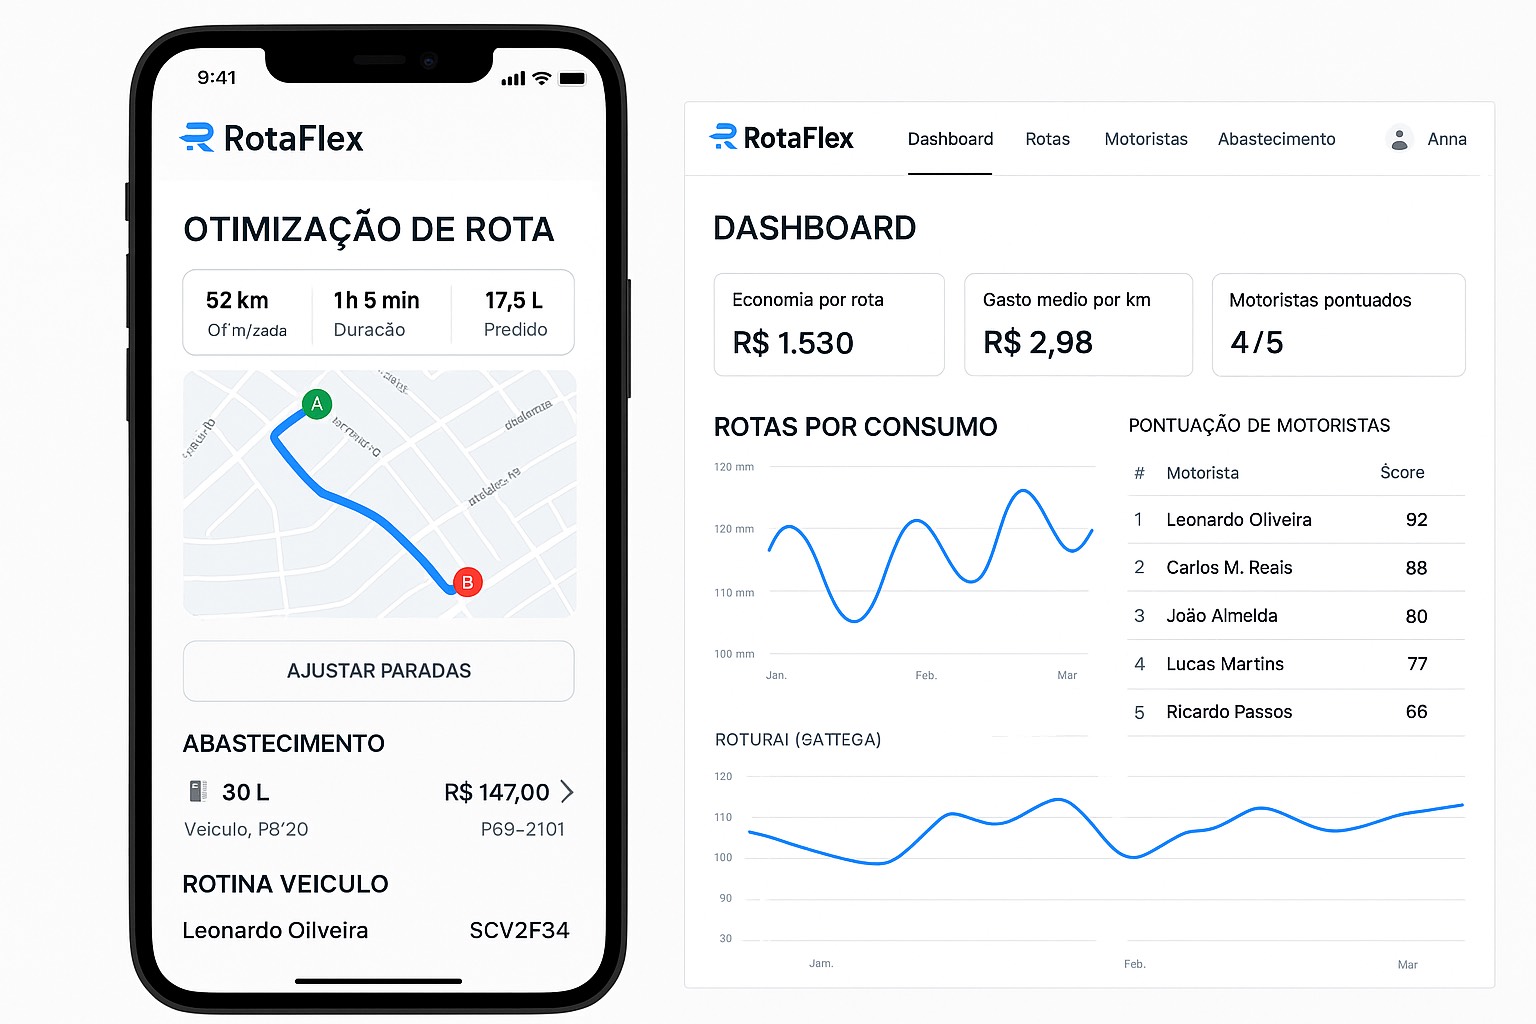 9:41
RotaFlex
OTIMIZAÇÃO DE ROTA
52 km
1h 5 min
17,5 L
Duracão
Predido
A
B
AJUSTAR PARADAS
ABASTECIMENTO
30 L
R$ 147,00
Veiculo, P8’20
P69-2101
ROTINA VEICULO
Leonardo Oilveira
SCV2F34
RotaFlex
Dashboard
Rotas
Motoristas
Abastecimento
Anna
DASHBOARD
Economia por rota
R$ 1.530
Gasto medio por km
R$ 2,98
Motoristas pontuados
4/5
ROTAS POR CONSUMO
120 mm
120 mm
110 mm
100 mm
Jan.
Feb.
Mar
PONTUAÇÃO DE MOTORISTAS
# Motorista Score
1 Leonardo Oliveira 92
2 Carlos M. Reais 88
3 Joäo Almelda 80
4 Lucas Martins 77
5 Ricardo Passos 66
ROTURAI (GATTEGA)
120
110
100
90
30
Jam.
Feb.
Mar